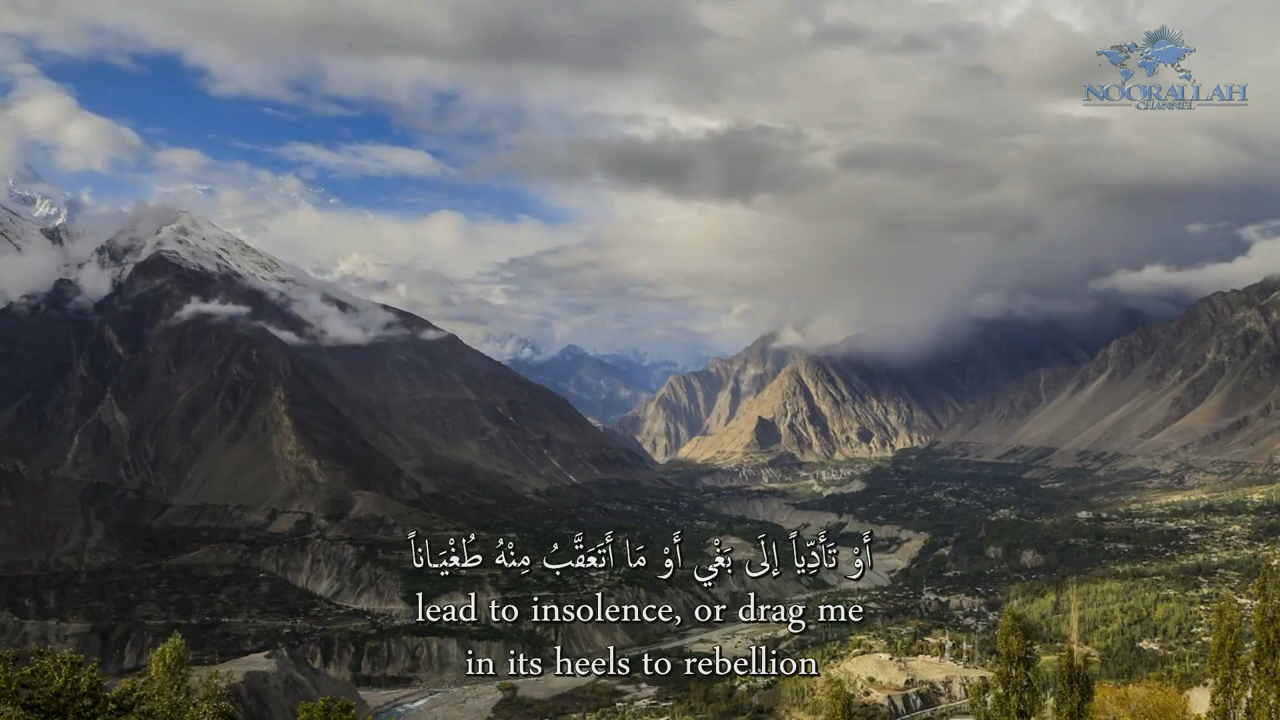 NOORALLAH
CHANNEL
أَوْ تَأَدِّياً إِلَى بَغْيٍ أَوْ مَا أَتَعَقَّبُ مِنْهُ طُغْيَاناً
lead to insolence, or drag me
in its heels to rebellion